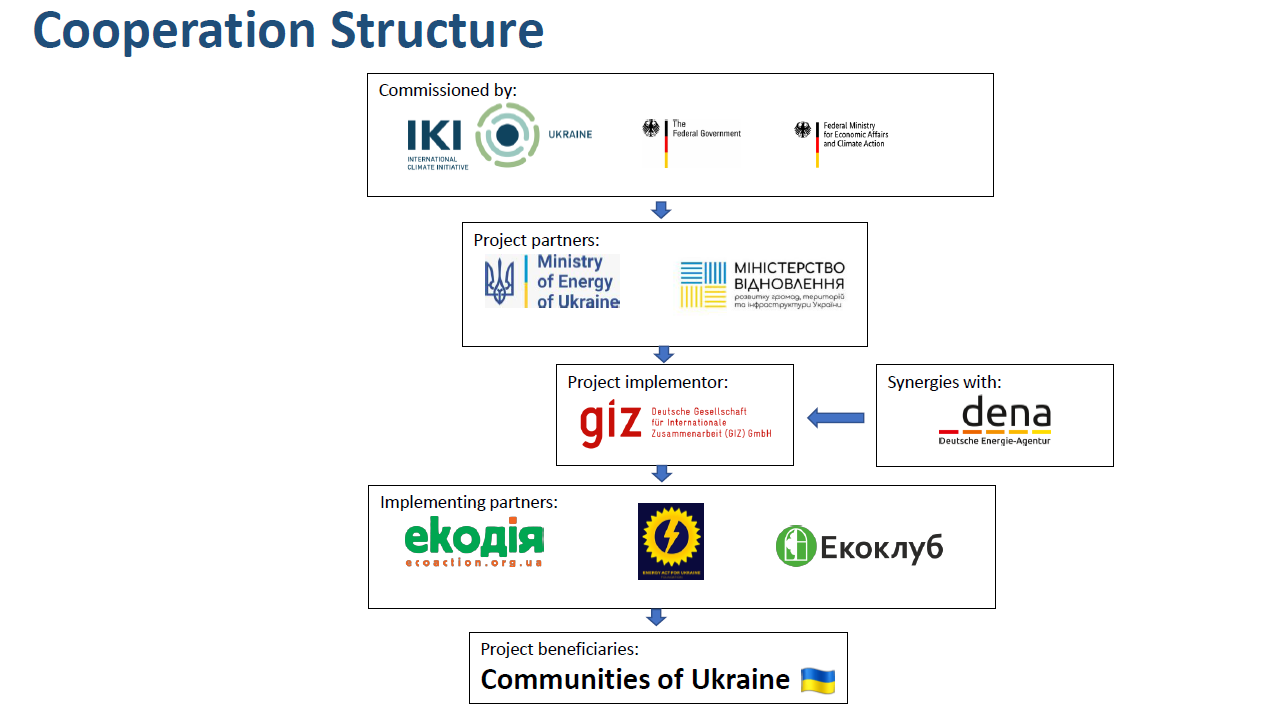 Cooperation Structure
Commissioned by:
IKI
INTERNATIONAL
CLIMATE INITIATIVE
UKRAINE
The
Federal Government
Federal Ministry
for Economic Affairs
and Climate Action
Project partners:
Ministry
of Energy
of Ukraine
МІНІСТЕРСТВО
ВІДНОВЛЕННЯ
розвитку громад, територій
та інфраструктури України
Project implementor:
giz
Deutsche Gesellschaft
für Internationale
Zusammenarbeit (GIZ) GmbH
Synergies with:
dena
Deutsche Energie-Agentur
Implementing partners:
екодія
ecoaction.org.ua
ENERGY ACT FOR UKRAINE
Екоклуб
Project beneficiaries:
Communities of Ukraine